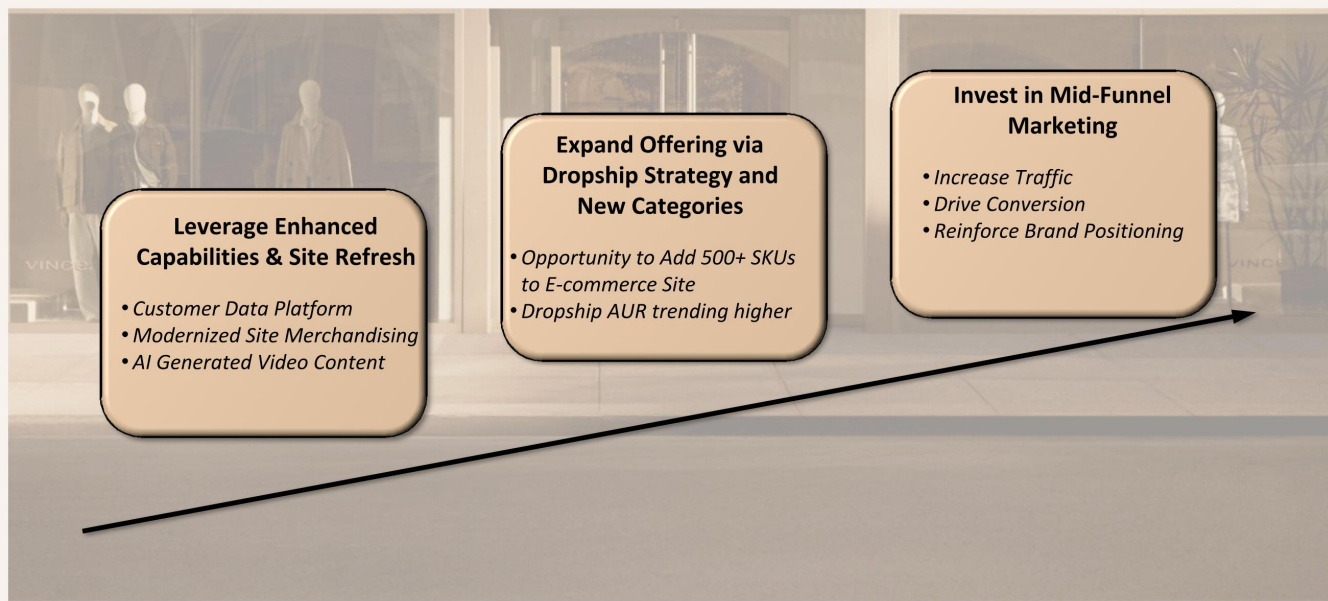 Leverage Enhanced
Capabilities & Site Refresh
• Customer Data Platform
• Modernized Site Merchandising
• AI Generated Video Content
Expand Offering via
Dropship Strategy and
New Categories
• Opportunity to Add 500+ SKUs
to E-commerce Site
• Dropship AUR trending higher
Invest in Mid-Funnel
Marketing
• Increase Traffic
• Drive Conversion
• Reinforce Brand Positioning
VINCE
VINCE